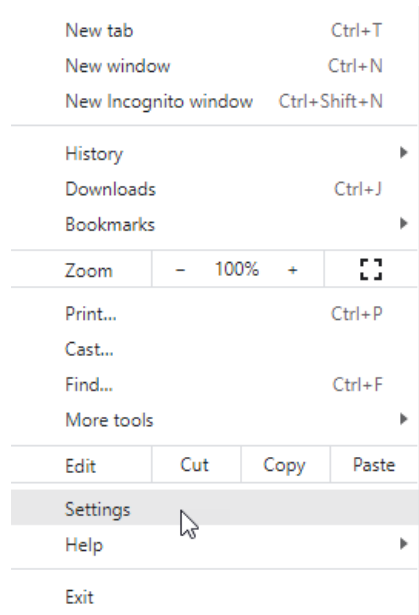 New tab Ctrl+T
New window Ctrl+N
New Incognito window Ctrl+Shift+N
History
Downloads Ctrl+J
Bookmarks
Zoom - 100% +
Print... Ctrl+P
Cast...
Find... Ctrl+F
More tools
Edit Cut Copy Paste
Settings
Help
Exit